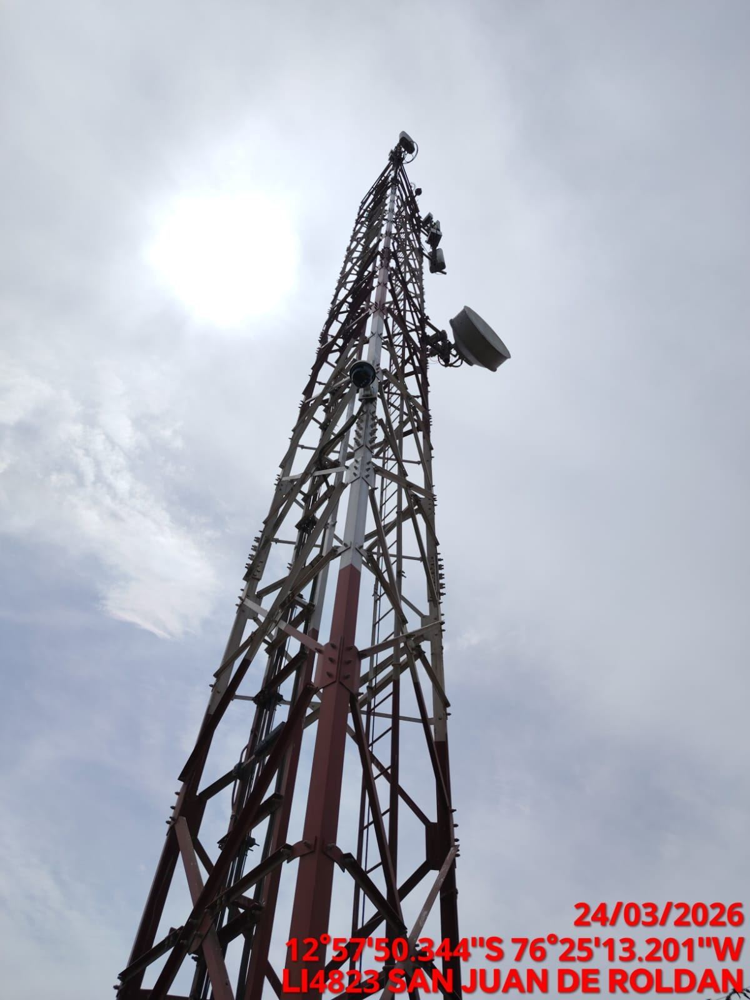 24/03/2026
12°57'50.344"S 76°25'13.201"W
LI4823 SAN JUAN DE ROLDAN